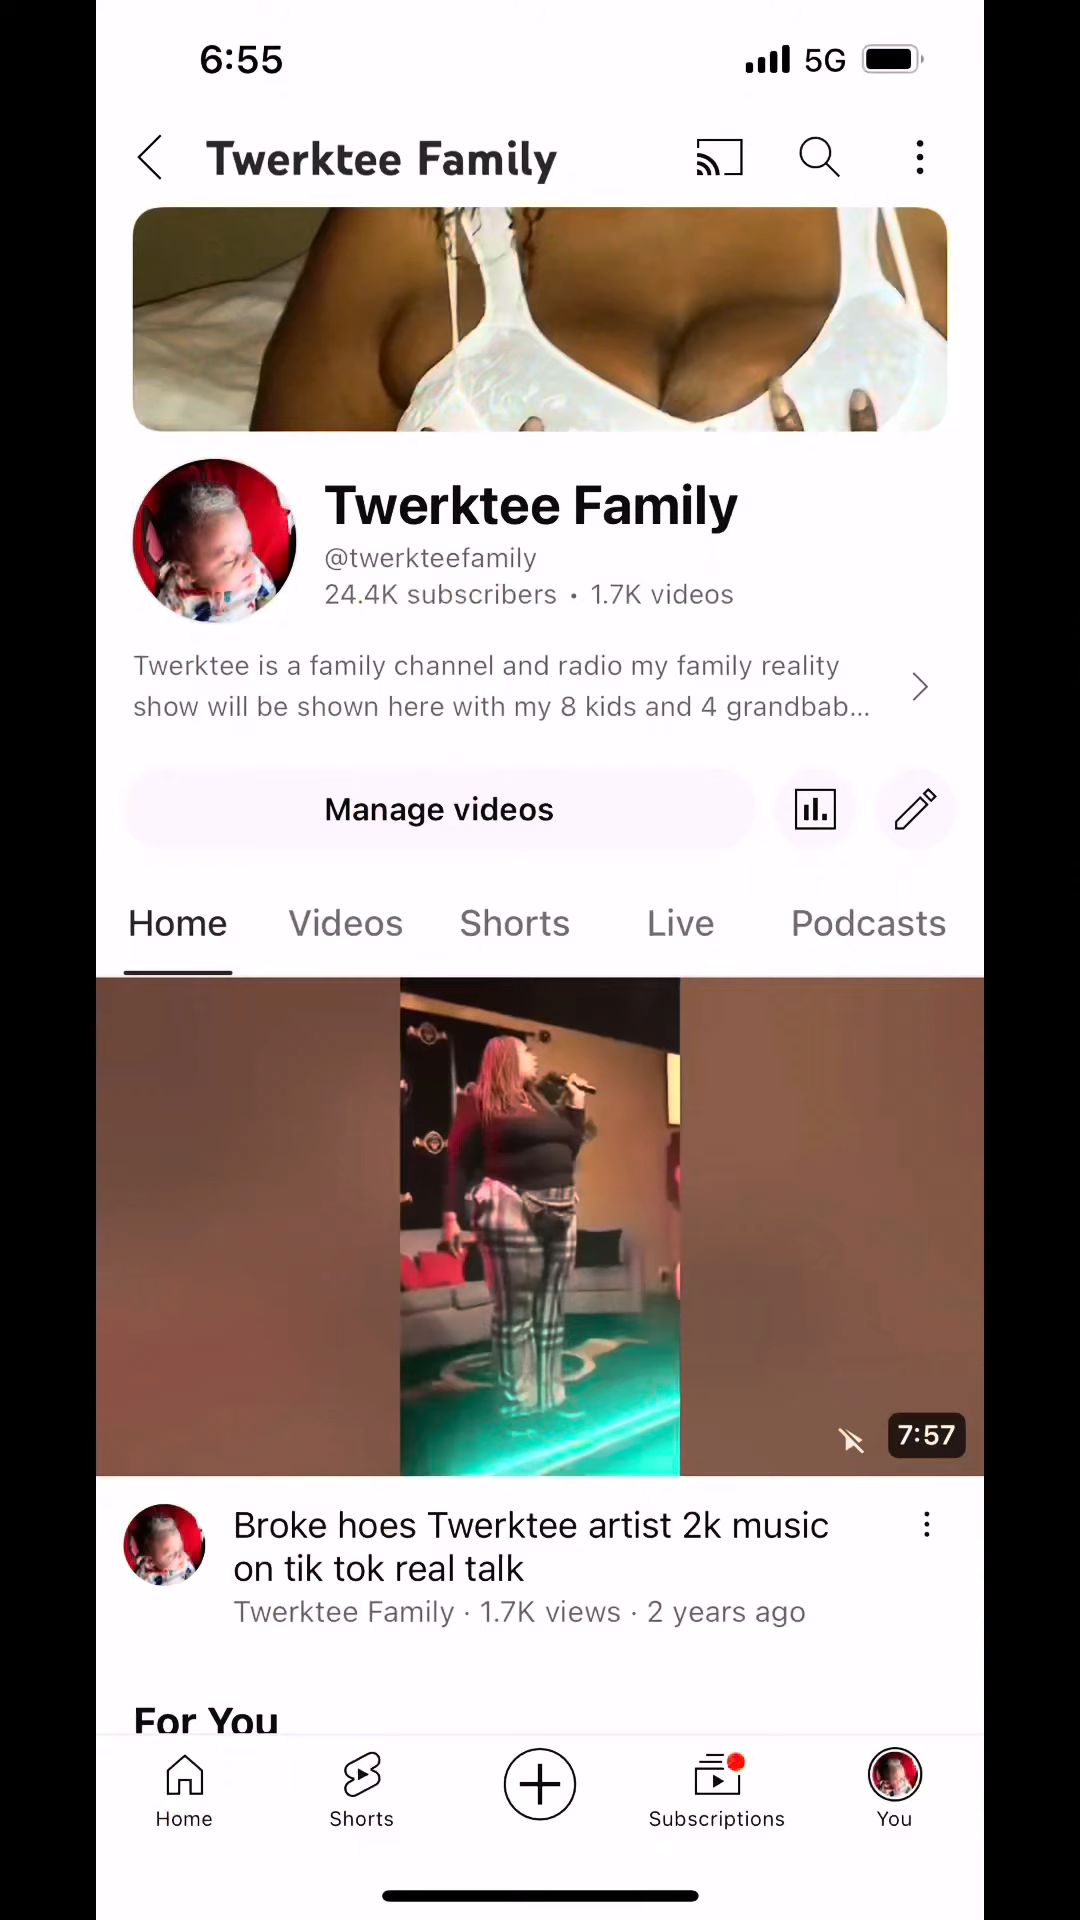 6:55
5G
Twerktee Family
Twerktee Family
@twerkteefamily
24.4K subscribers • 1.7K videos
Twerktee is a family channel and radio my family reality
show will be shown here with my 8 kids and 4 grandbab...
Manage videos
Home
Videos
Shorts
Live
Podcasts
7:57
Broke hoes Twerktee artist 2k music
on tik tok real talk
Twerktee Family · 1.7K views · 2 years ago
For You
Home
Shorts
Subscriptions
You